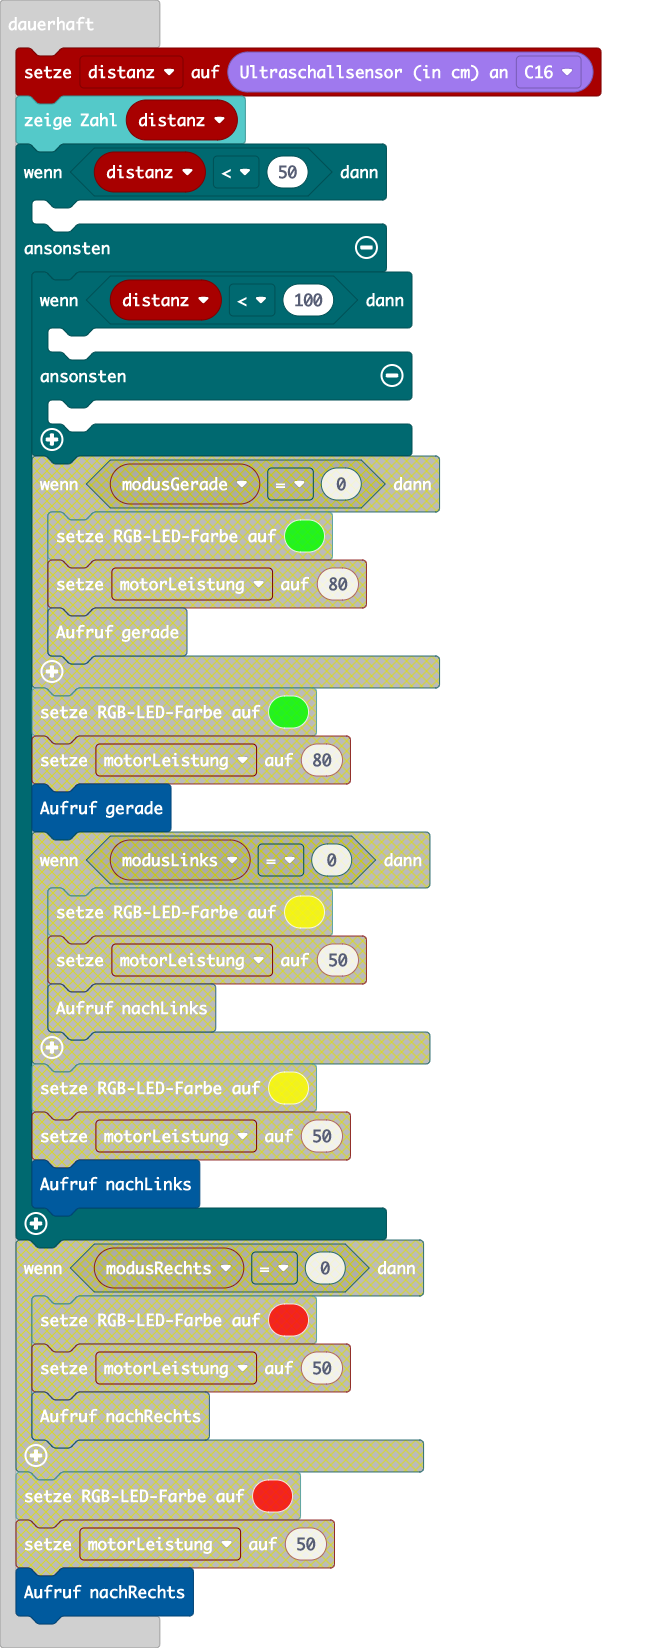 dauerhaft
setze distanz auf Ultraschallsensor (in cm) an C16
zeige Zahl distanz
wenn distanz < 50 dann
ansonsten
wenn distanz < 100 dann
ansonsten
wenn modusGerade = 0 dann
setze RGB-LED-Farbe auf
setze motorLeistung auf 80
Aufruf gerade
setze RGB-LED-Farbe auf
setze motorLeistung auf 80
Aufruf gerade
wenn modusLinks = 0 dann
setze RGB-LED-Farbe auf
setze motorLeistung auf 50
Aufruf nachLinks
setze RGB-LED-Farbe auf
setze motorLeistung auf 50
Aufruf nachLinks
wenn modusRechts = 0 dann
setze RGB-LED-Farbe auf
setze motorLeistung auf 50
Aufruf nachRechts
setze RGB-LED-Farbe auf
setze motorLeistung auf 50
Aufruf nachRechts